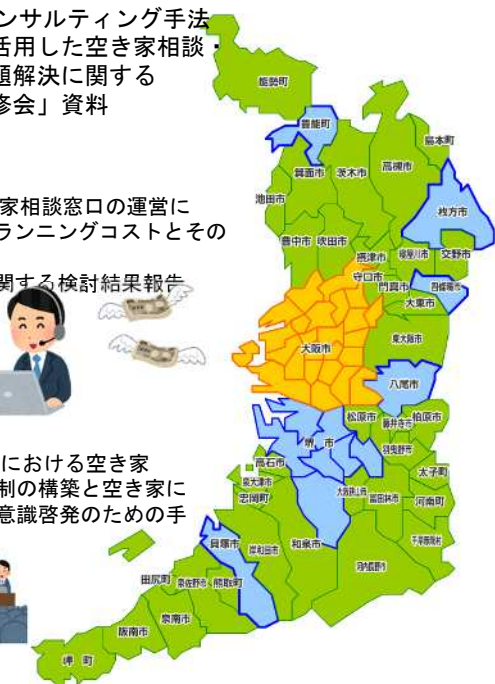 ンサルティング手法
活用した空き家相談・
題解決に関する
修会」資料
家相談窓口の運営に
ランニングコストとその
関する検討結果報告
における空き家
制の構築と空き家に
意識啓発のための手
能勢町
豊能町
島本町
箕面市
茨木市
高槻市
池田市
枚方市
豊中市
吹田市
摂津市
寝屋川市
交野市
守口市
門真市
四條畷市
大東市
大阪市
東大阪市
八尾市
松原市
柏原市
藤井寺市
堺市
羽曳野市
高石市
太子町
泉大津市
大阪狭山市
富田林市
河南町
忠岡町
千早赤阪村
和泉市
貝塚市
岸和田市
河内長野市
田尻町
泉佐野市
熊取町
泉南市
阪南市
岬町